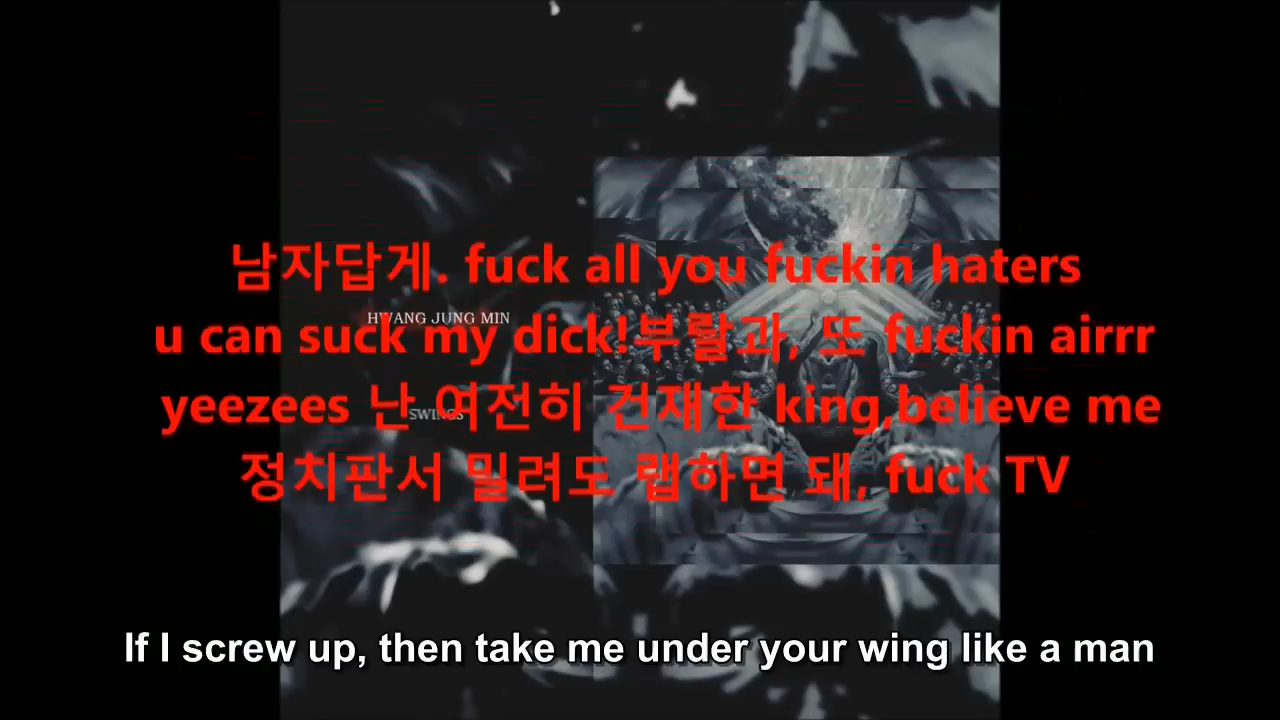 남자답게. fuck all you fuckin haters
HWANG JUNG MIN
u can suck my dick!부랄과, 또 fuckin airrr
yeezees 난 여전히 건재한 king,believe me
SWINGS
정치판서 밀려도 랩하면 돼, fuck TV
If I screw up, then take me under your wing like a man